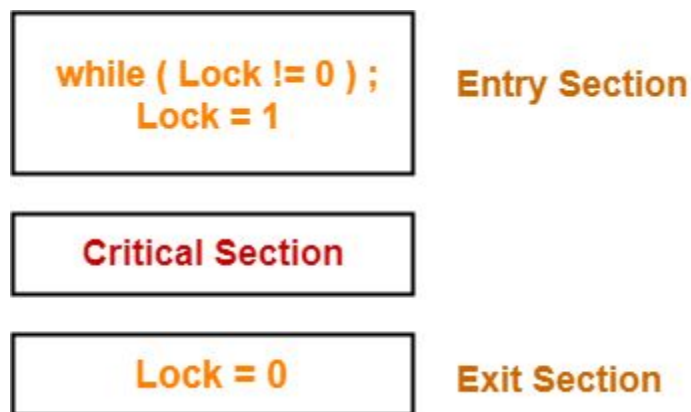 while ( Lock != 0 ) ;
Lock = 1
Entry Section
Critical Section
Lock = 0
Exit Section